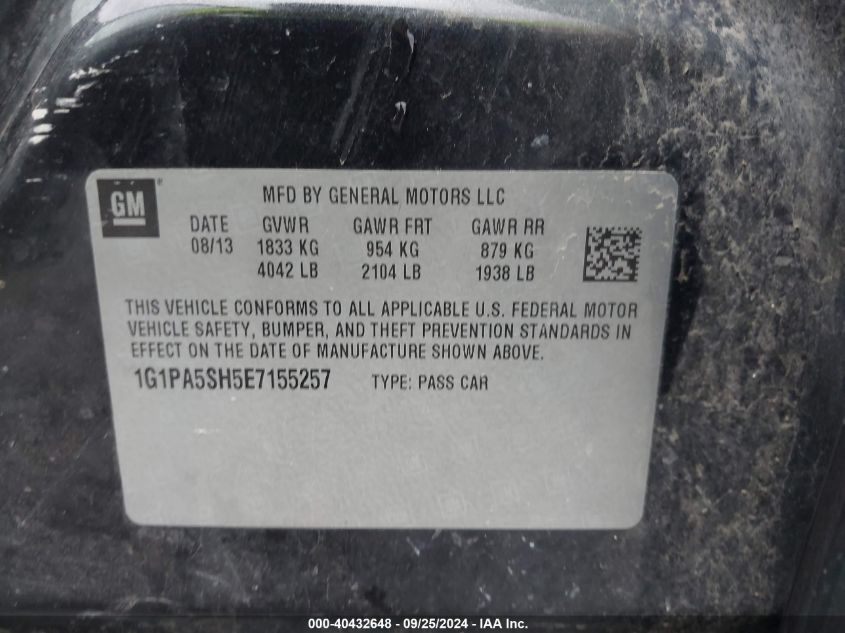 GM
MFD BY GENERAL MOTORS LLC
DATE GVWR GAWR FRT GAWR RR
08/13 1833 KG 954 KG 879 KG
4042 LB 2104 LB 1938 LB
THIS VEHICLE CONFORMS TO ALL APPLICABLE U.S. FEDERAL MOTOR
VEHICLE SAFETY, BUMPER, AND THEFT PREVENTION STANDARDS IN
EFFECT ON THE DATE OF MANUFACTURE SHOWN ABOVE.
1G1PA5SH5E7155257 TYPE: PASS CAR
000-40432648 - 09/25/2024 - IAA Inc.